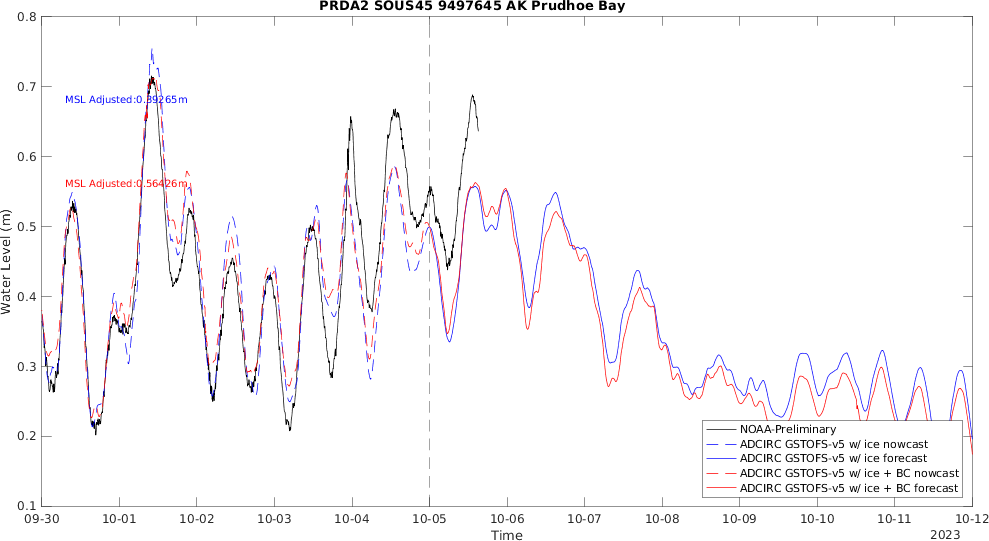 PRDA2 SOUS45 9497645 AK Prudhoe Bay
0.8
0.7
0.6
0.5
0.4
0.3
0.2
0.1
Water Level (m)
MSL Adjusted:0.39265m
MSL Adjusted:0.56426m
NOAA-Preliminary
ADCIRC GSTOFS-v5 w/ ice nowcast
ADCIRC GSTOFS-v5 w/ ice forecast
ADCIRC GSTOFS-v5 w/ ice + BC nowcast
ADCIRC GSTOFS-v5 w/ ice + BC forecast
09-30 10-01 10-02 10-03 10-04 10-05 10-06 10-07 10-08 10-09 10-10 10-11 10-12
Time
2023